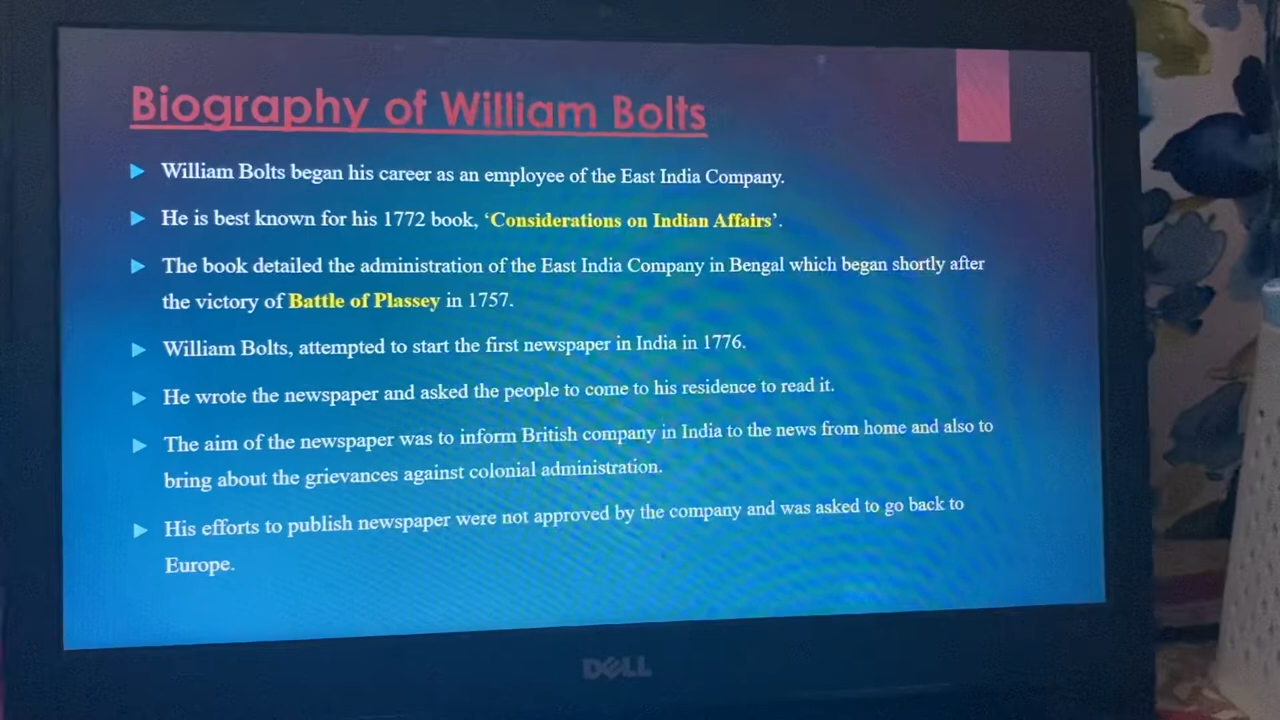 Biography of William Bolts
William Bolts began his career as an employee of the East India Company.
He is best known for his 1772 book, ‘Considerations on Indian Affairs’.
The book detailed the administration of the East India Company in Bengal which began shortly after
the victory of Battle of Plassey in 1757.
William Bolts, attempted to start the first newspaper in India in 1776.
He wrote the newspaper and asked the people to come to his residence to read it.
The aim of the newspaper was to inform British company in India to the news from home and also to
bring about the grievances against colonial administration.
His efforts to publish newspaper were not approved by the company and was asked to go back to
Europe.
DELL